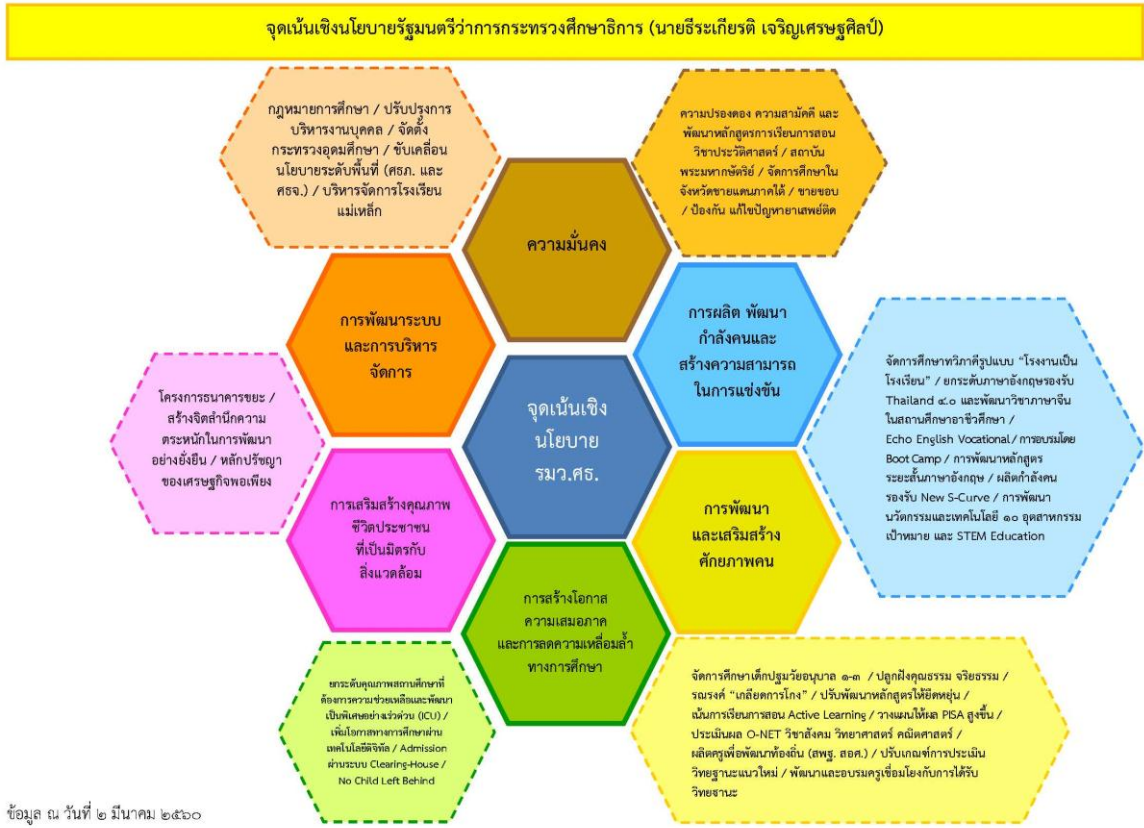 จุดเน้นเชิงนโยบายรัฐมนตรีว่าการกระทรวงศึกษาธิการ (นายธีระเกียรติ เจริญเศรษฐศิลป์)
กฎหมายการศึกษา / ปรับปรุงการ
บริหารงานบุคคล / จัดตั้ง
กระทรวงอุดมศึกษา / ขับเคลื่อน
นโยบายระดับพื้นที่ (ศธภ. และ
ศธจ.) / บริหารจัดการโรงเรียน
แม่เหล็ก
ความปรองดอง ความสามัคคี และ
พัฒนาหลักสูตรการเรียนการสอน
วิชาประวัติศาสตร์ / สถาบัน
พระมหากษัตริย์ / จัดการศึกษาใน
จังหวัดชายแดนภาคใต้ / ชายขอบ
/ ป้องกัน แก้ไขปัญหายาเสพย์ติด
ความมั่นคง
การพัฒนาระบบ
และการบริหาร
จัดการ
การผลิต พัฒนา
กำลังคนและ
สร้างความสามารถ
ในการแข่งขัน
โครงการธนาคารขยะ /
สร้างจิตสำนึกความ
ตระหนักในการพัฒนา
อย่างยั่งยืน / หลักปรัชญา
ของเศรษฐกิจพอเพียง
จุดเน้นเชิง
นโยบาย
รมว.ศธ.
จัดการศึกษาทวิภาคีรูปแบบ "โรงงานเป็น
โรงเรียน" / ยกระดับภาษาอังกฤษรองรับ
Thailand ๔.๐ และพัฒนาวิชาภาษาจีน
ในสถานศึกษาอาชีวศึกษา /
Echo English Vocational / การอบรมโดย
Boot Camp / การพัฒนาหลักสูตร
ระยะสั้นภาษาอังกฤษ / ผลิตกำลังคน
รองรับ New S-Curve / การพัฒนา
นวัตกรรมและเทคโนโลยี ๑๐ อุตสาหกรรม
เป้าหมาย และ STEM Education
การเสริมสร้างคุณภาพ
ชีวิตประชาชน
ที่เป็นมิตรกับ
สิ่งแวดล้อม
การพัฒนา
และเสริมสร้าง
ศักยภาพคน
การสร้างโอกาส
ความเสมอภาค
และการลดความเหลื่อมล้ำ
ทางการศึกษา
ยกระดับคุณภาพสถานศึกษาที่
ต้องการความช่วยเหลือและพัฒนา
เป็นพิเศษอย่างเร่งด่วน (ICU) /
เพิ่มโอกาสทางการศึกษาผ่าน
เทคโนโลยีดิจิทัล / Admission
ผ่านระบบ Clearing-House /
No Child Left Behind
จัดการศึกษาเด็กปฐมวัยอนุบาล ๑-๓ / ปลูกฝังคุณธรรม จริยธรรม /
รณรงค์ "เกลียดการโกง" / ปรับพัฒนาหลักสูตรให้ยืดหยุ่น /
เน้นการเรียนการสอน Active Learning / วางแผนให้ผล PISA สูงขึ้น /
ประเมินผล O-NET วิชาสังคม วิทยาศาสตร์ คณิตศาสตร์ /
ผลิตครูเพื่อพัฒนาท้องถิ่น (สพฐ. สอศ.) / ปรับเกณฑ์การประเมิน
วิทยฐานะแนวใหม่ / พัฒนาและอบรมครูเชื่อมโยงกับการได้รับ
วิทยฐานะ
ข้อมูล ณ วันที่ ๒ มีนาคม ๒๕๖๐